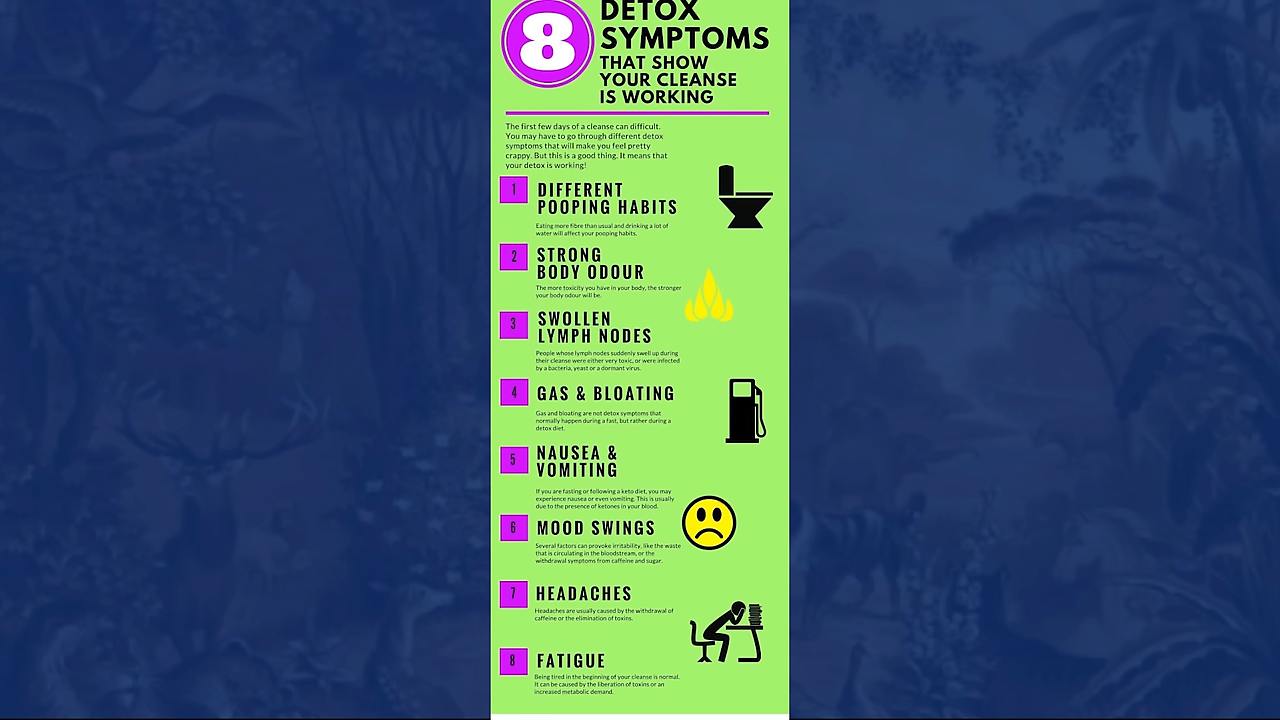 8
DETOX
SYMPTOMS
THAT SHOW
YOUR CLEANSE
IS WORKING
The first few days of a cleanse can difficult.
You may have to go through different detox
symptoms that will make you feel pretty
crappy. But this is a good thing. It means that
your detox is working!
1
DIFFERENT
POOPING HABITS
Eating more fibre than usual and drinking a lot of
water will affect your pooping habits.
2
STRONG
BODY ODOUR
The more toxicity you have in your body, the stronger
your body odour will be.
3
SWOLLEN
LYMPH NODES
People whose lymph nodes suddenly swell up during
their cleanse were either very toxic, or were infected
by a bacteria, yeast or a dormant virus.
4
GAS & BLOATING
Gas and bloating are not detox symptoms that
normally happen during a fast, but rather during a
detox diet.
5
NAUSEA &
VOMITING
If you are fasting or following a keto diet, you may
experience nausea or even vomiting. This is usually
due to the presence of ketones in your blood.
6
MOOD SWINGS
Several factors can provoke irritability, like the waste
that is circulating in the bloodstream, or the
withdrawal symptoms from caffeine and sugar.
7
HEADACHES
Headaches are usually caused by the withdrawal of
caffeine or the elimination of toxins.
8
FATIGUE
Being tired in the beginning of your cleanse is normal.
It can be caused by the liberation of toxins or an
increased metabolic demand.